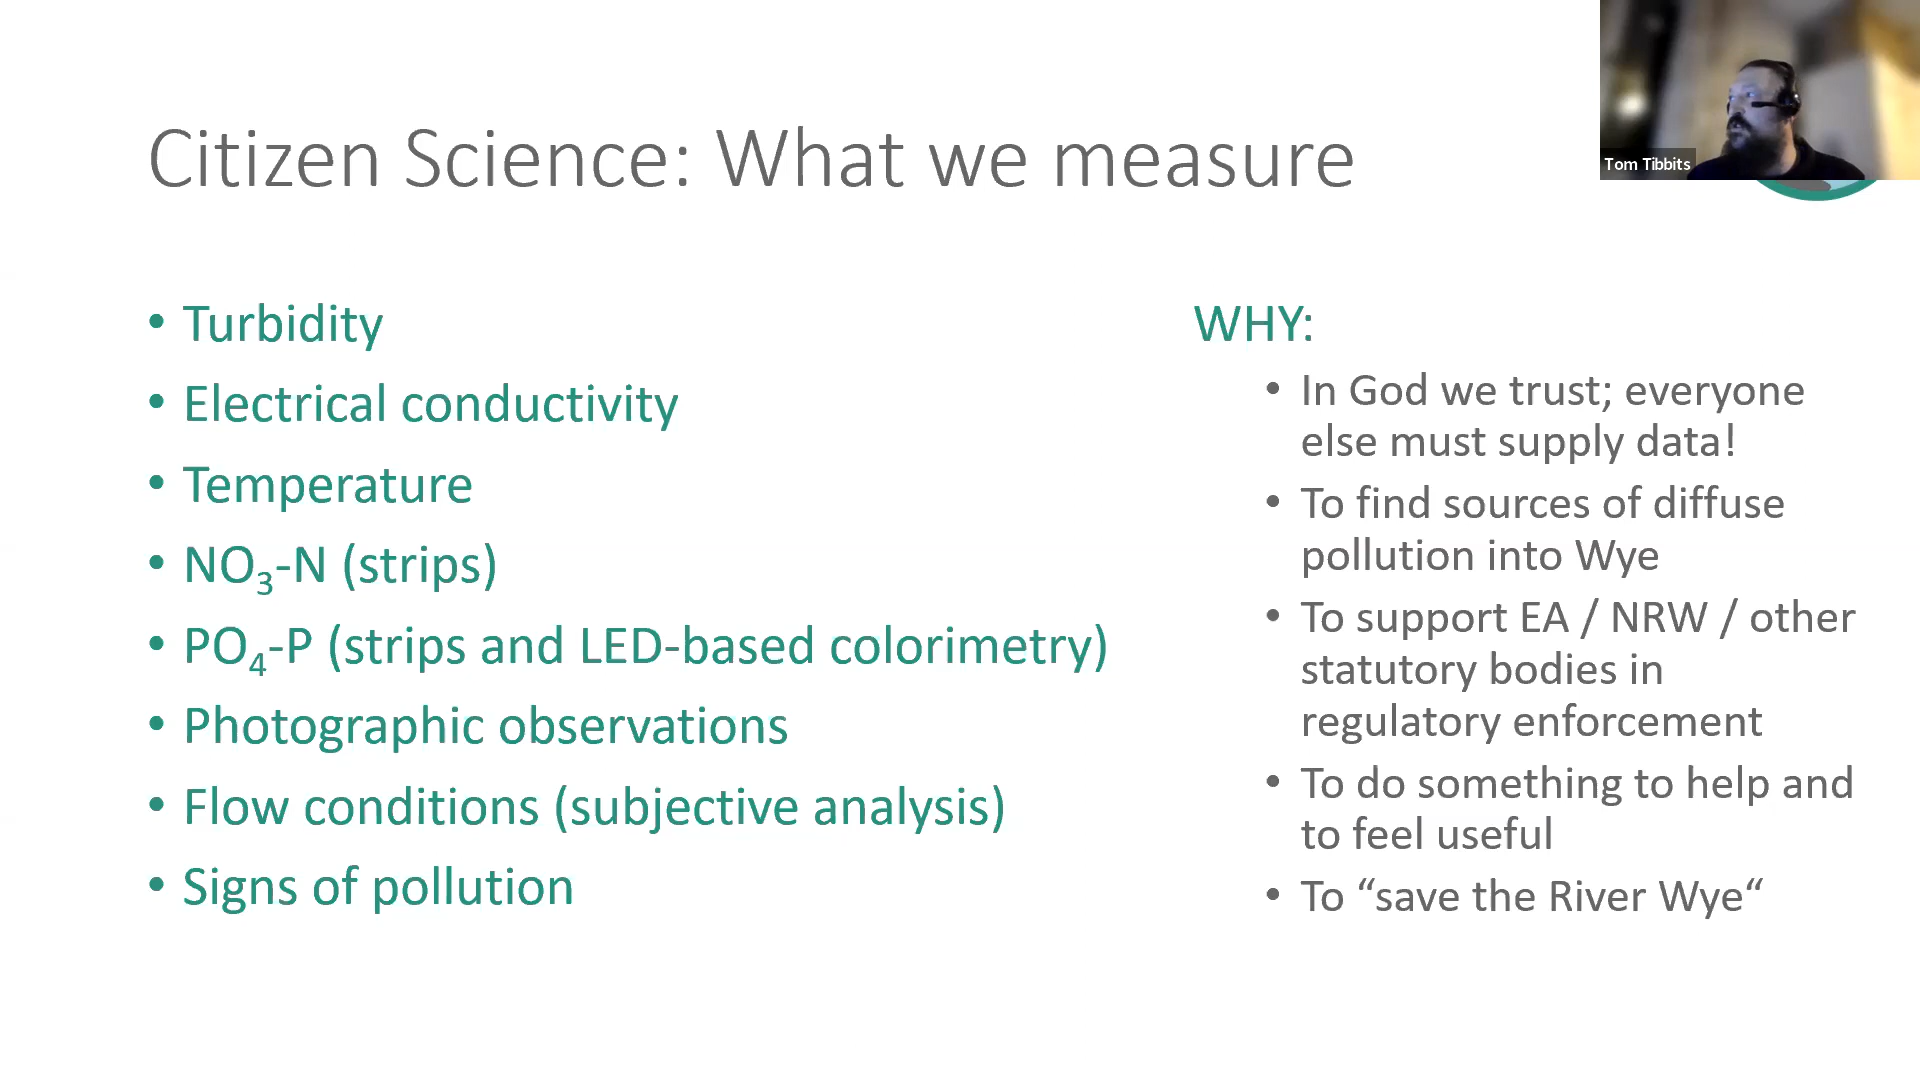 Citizen Science: What we measure
Tom Tibbits
• Turbidity
• Electrical conductivity
• Temperature
• NO₃-N (strips)
• PO₄-P (strips and LED-based colorimetry)
• Photographic observations
• Flow conditions (subjective analysis)
• Signs of pollution
WHY:
• In God we trust; everyone
else must supply data!
• To find sources of diffuse
pollution into Wye
• To support EA / NRW / other
statutory bodies in
regulatory enforcement
• To do something to help and
to feel useful
• To “save the River Wye“